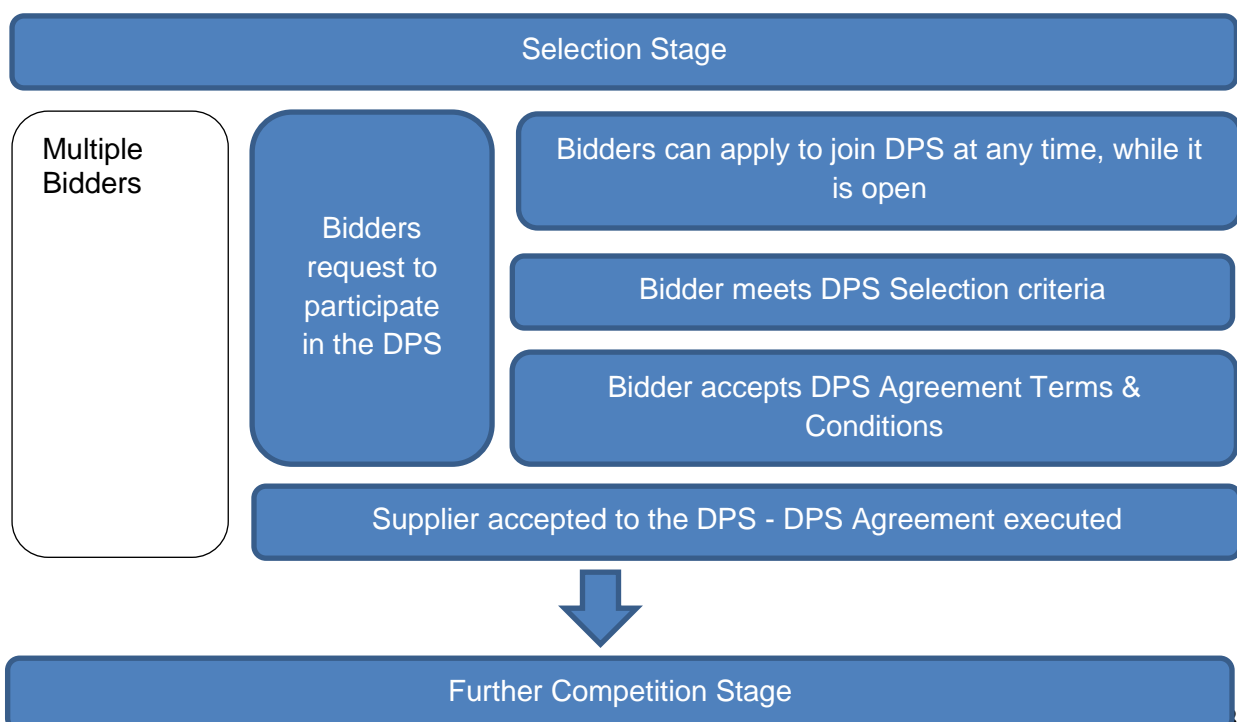 Selection Stage
Multiple
Bidders
Bidders
request to
participate
in the DPS
Bidders can apply to join DPS at any time, while it
is open
Bidder meets DPS Selection criteria
Bidder accepts DPS Agreement Terms &
Conditions
Supplier accepted to the DPS - DPS Agreement executed
Further Competition Stage